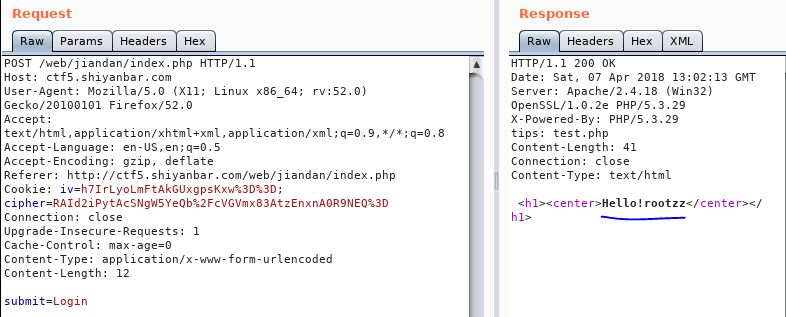 Request
Raw Params Headers Hex
POST /web/jiandan/index.php HTTP/1.1
Host: ctf5.shiyanbar.com
User-Agent: Mozilla/5.0 (X11; Linux x86_64; rv:52.0)
Gecko/20100101 Firefox/52.0
Accept:
text/html,application/xhtml+xml,application/xml;q=0.9,*/*;q=0.8
Accept-Language: en-US,en;q=0.5
Accept-Encoding: gzip, deflate
Referer: http://ctf5.shiyanbar.com/web/jiandan/index.php
Cookie: iv=h7IrLyoLmFtAkGUxgpsKxw%3D%3D;
cipher=RAId2iPytAcSNgW5YeQb%2FcVGVmx83AtzEnxnA0R9NEQ%3D
Connection: close
Upgrade-Insecure-Requests: 1
Cache-Control: max-age=0
Content-Type: application/x-www-form-urlencoded
Content-Length: 12
submit=Login
Response
Raw Headers Hex XML
HTTP/1.1 200 OK
Date: Sat, 07 Apr 2018 13:02:13 GMT
Server: Apache/2.4.18 (Win32)
OpenSSL/1.0.2e PHP/5.3.29
X-Powered-By: PHP/5.3.29
tips: test.php
Content-Length: 41
Connection: close
Content-Type: text/html
<h1><center>Hello!rootzz</center></
h1>